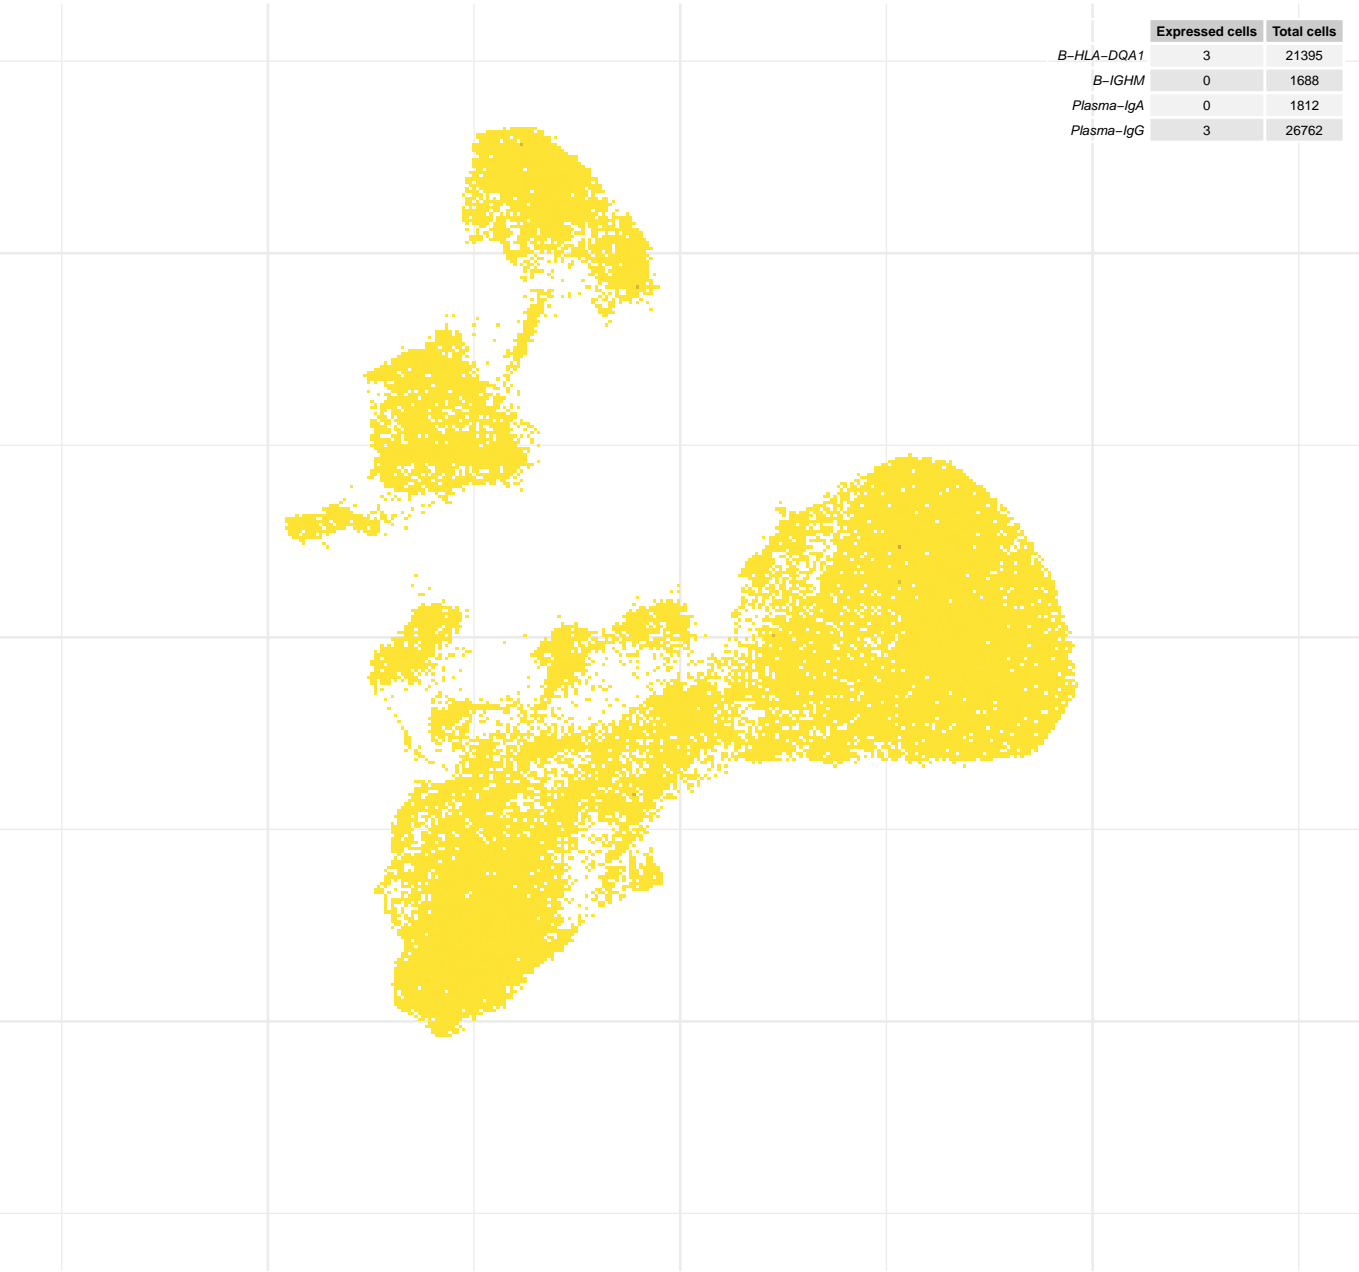 Expressed cells Total cells
B−HLA−DQA1 3 21395
B−IGHM 0 1688
Plasma−IgA 0 1812
Plasma−IgG 3 26762